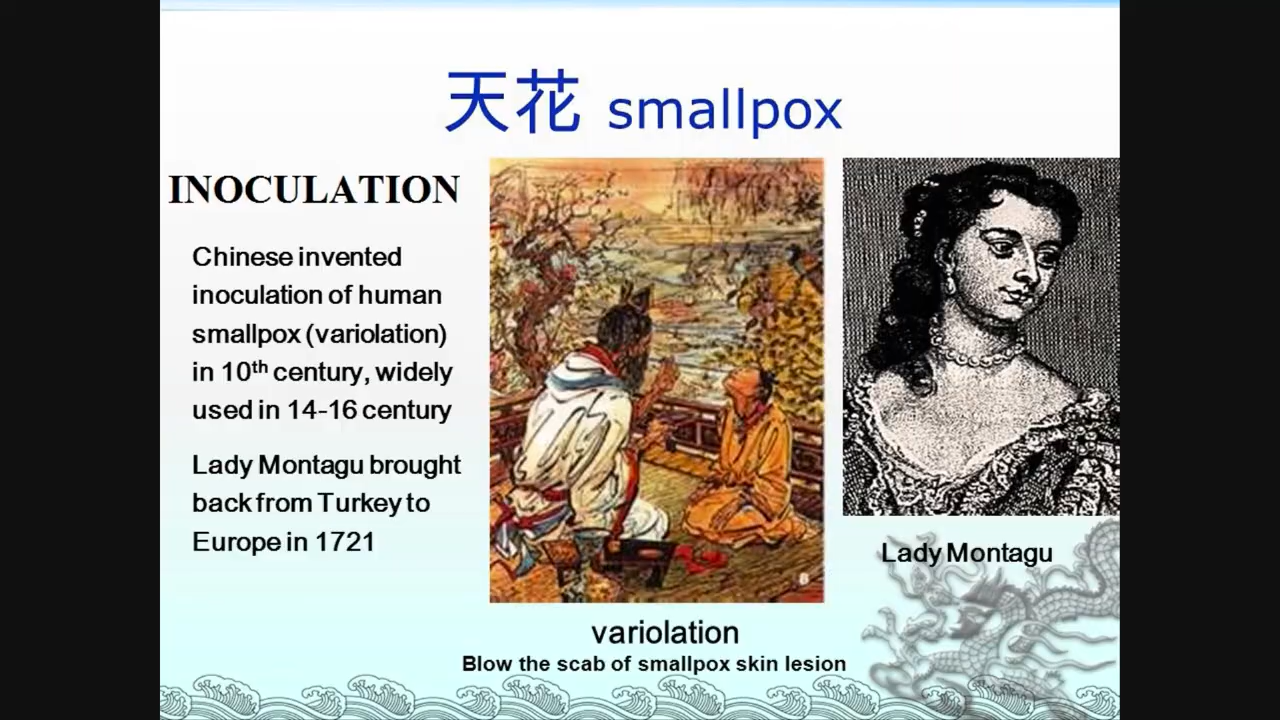 天花 smallpox
INOCULATION
Chinese invented
inoculation of human
smallpox (variolation)
in 10th century, widely
used in 14-16 century
Lady Montagu brought
back from Turkey to
Europe in 1721
8
Lady Montagu
variolation
Blow the scab of smallpox skin lesion